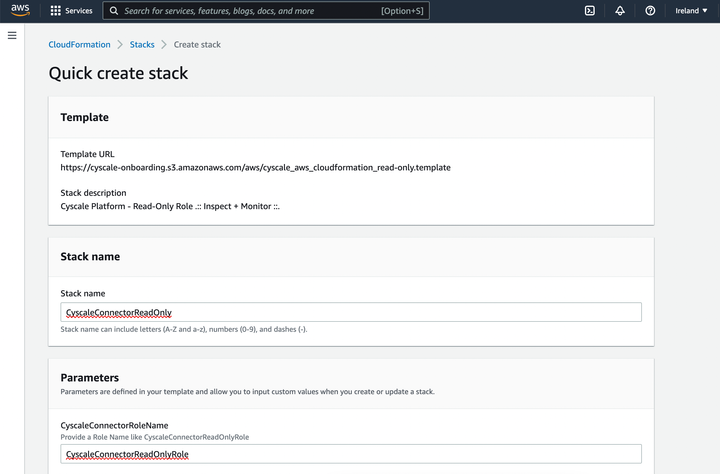 aws Services Search for services, features, blogs, docs, and more [Option+S] Ireland ▼
CloudFormation > Stacks > Create stack
Quick create stack
Template
Template URL
https://cyscale-onboarding.s3.amazonaws.com/aws/cyscale_aws_cloudformation_read-only.template
Stack description
Cyscale Platform - Read-Only Role .:: Inspect + Monitor ::.
Stack name
Stack name
CyscaleConnectorReadOnly
Stack name can include letters (A-Z and a-z), numbers (0-9), and dashes (-).
Parameters
Parameters are defined in your template and allow you to input custom values when you create or update a stack.
CyscaleConnectorRoleName
Provide a Role Name like CyscaleConnectorReadOnlyRole
CyscaleConnectorReadOnlyRole